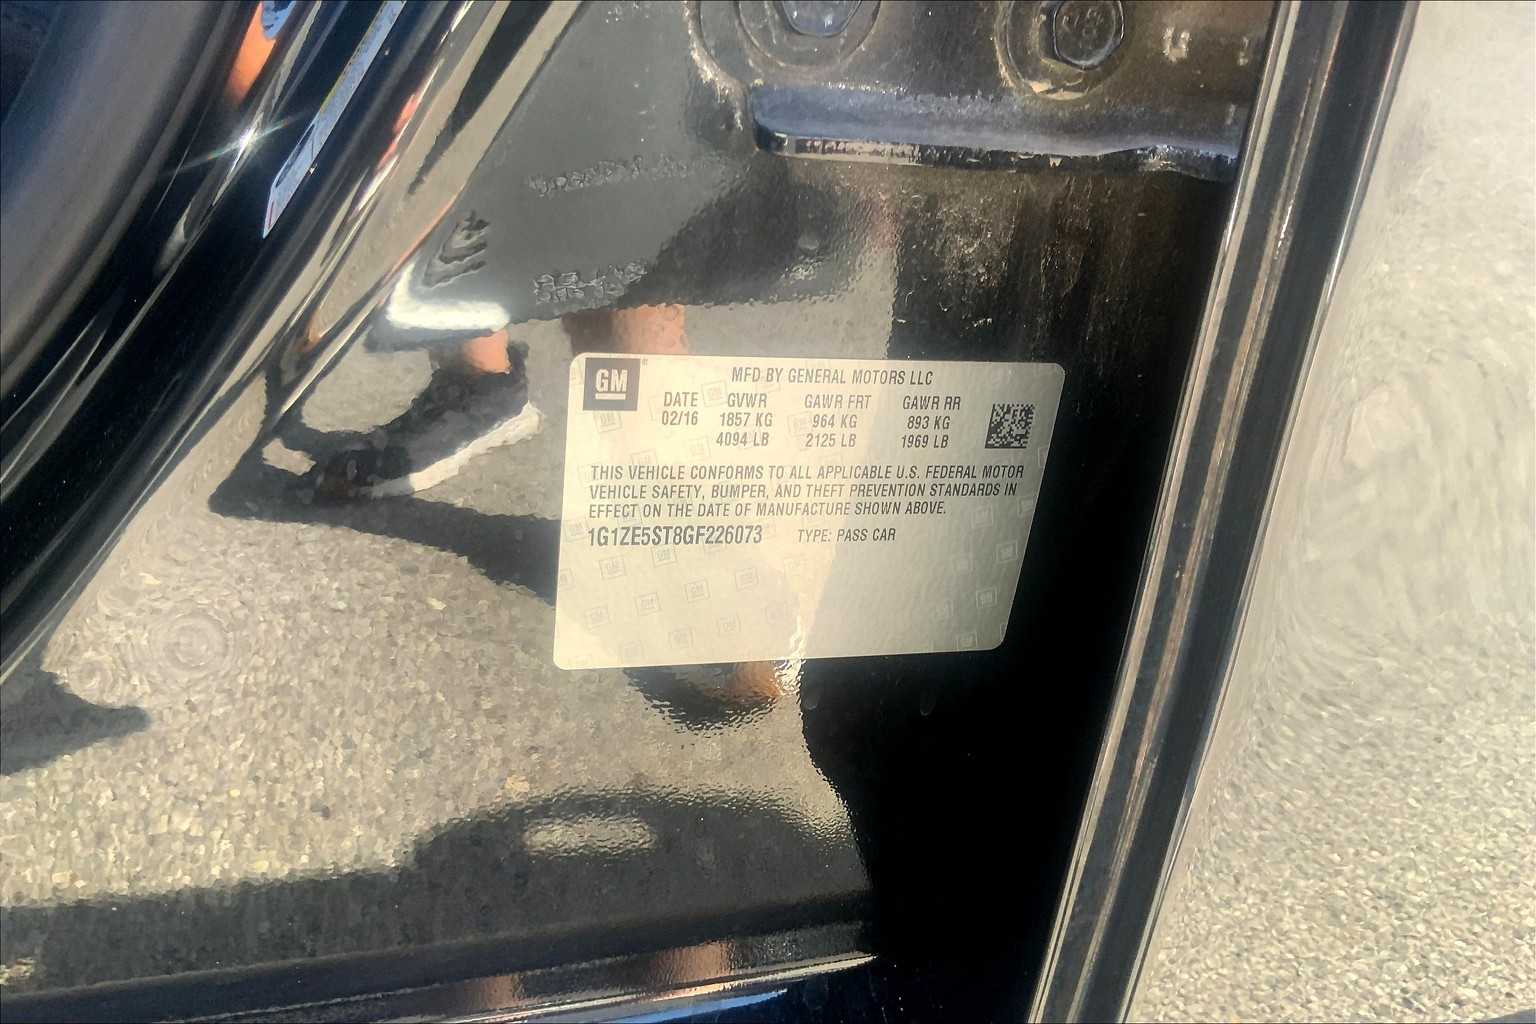 GM
MFD BY GENERAL MOTORS LLC
DATE GVWR GAWR FRT GAWR RR
02/16 1857 KG 964 KG 893 KG
4094 LB 2125 LB 1969 LB
THIS VEHICLE CONFORMS TO ALL APPLICABLE U.S. FEDERAL MOTOR
VEHICLE SAFETY, BUMPER, AND THEFT PREVENTION STANDARDS IN
EFFECT ON THE DATE OF MANUFACTURE SHOWN ABOVE.
1G1ZE5ST8GF226073 TYPE: PASS CAR